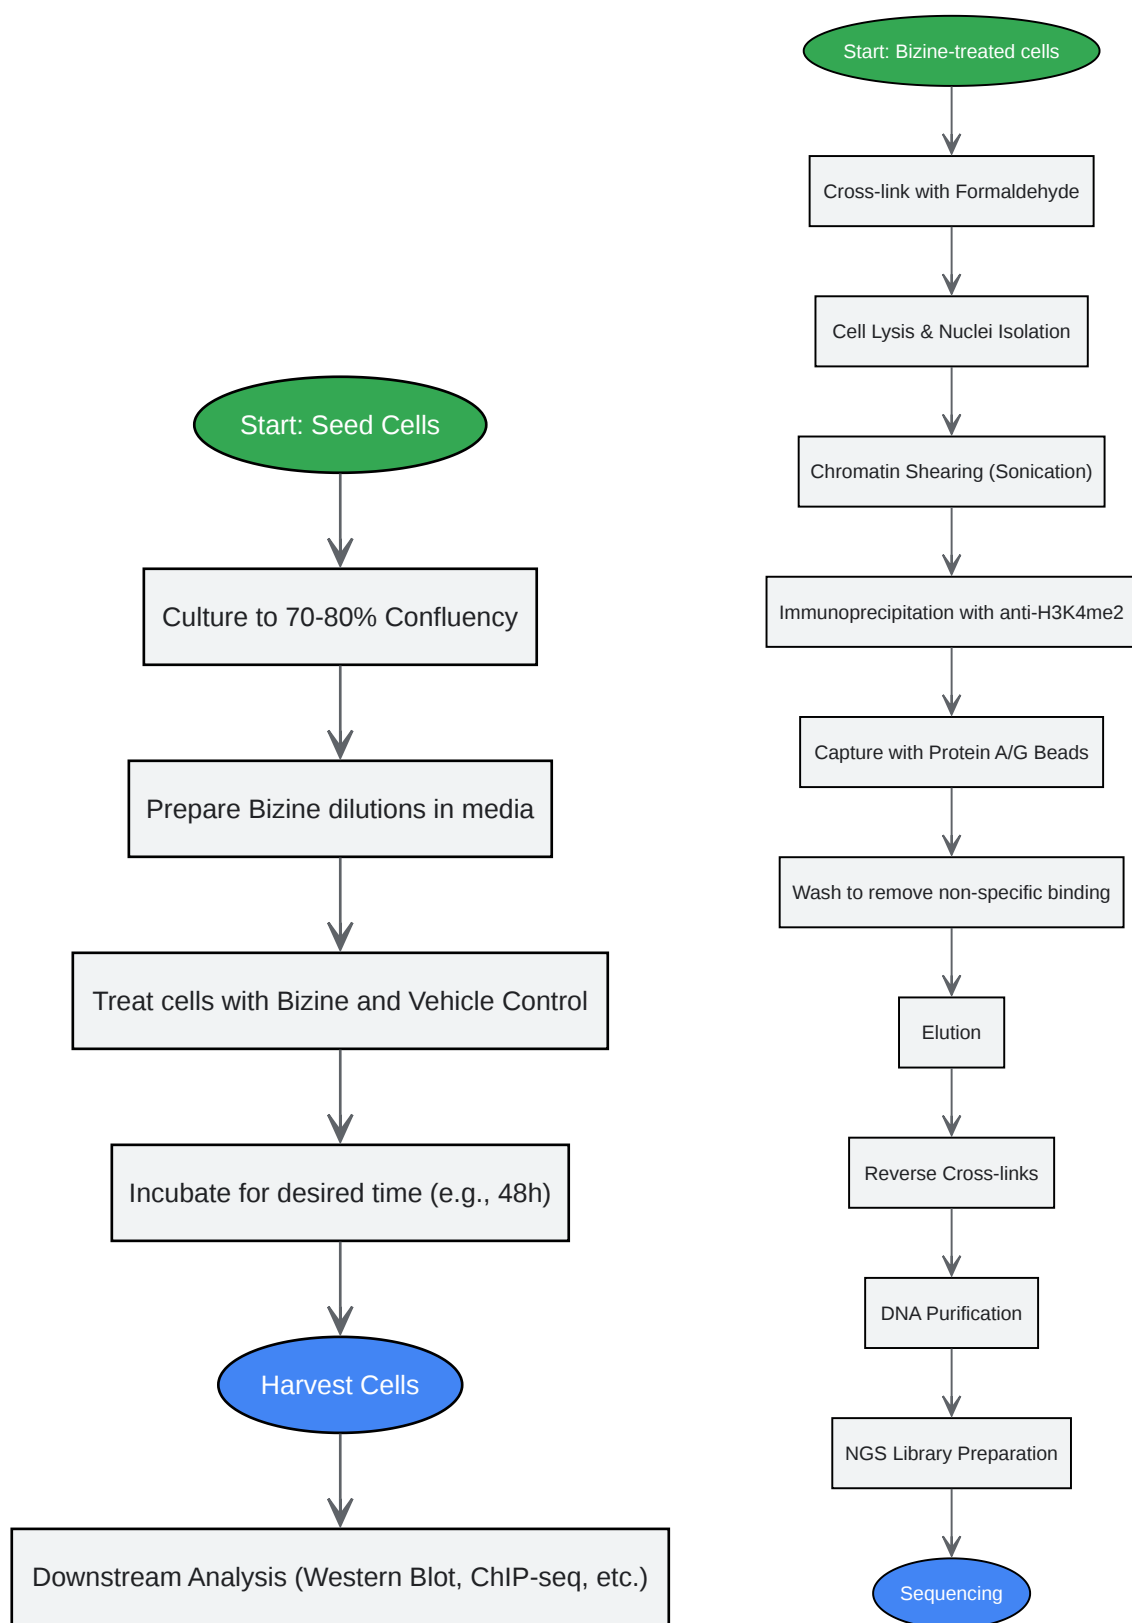 Start: Seed Cells
Culture to 70-80% Confluency
Prepare Bizine dilutions in media
Treat cells with Bizine and Vehicle Control
Incubate for desired time (e.g., 48h)
Harvest Cells
Downstream Analysis (Western Blot, ChIP-seq, etc.)
Start: Bizine-treated cells
Cross-link with Formaldehyde
Cell Lysis & Nuclei Isolation
Chromatin Shearing (Sonication)
Immunoprecipitation with anti-H3K4me2
Capture with Protein A/G Beads
Wash to remove non-specific binding
Elution
Reverse Cross-links
DNA Purification
NGS Library Preparation
Sequencing